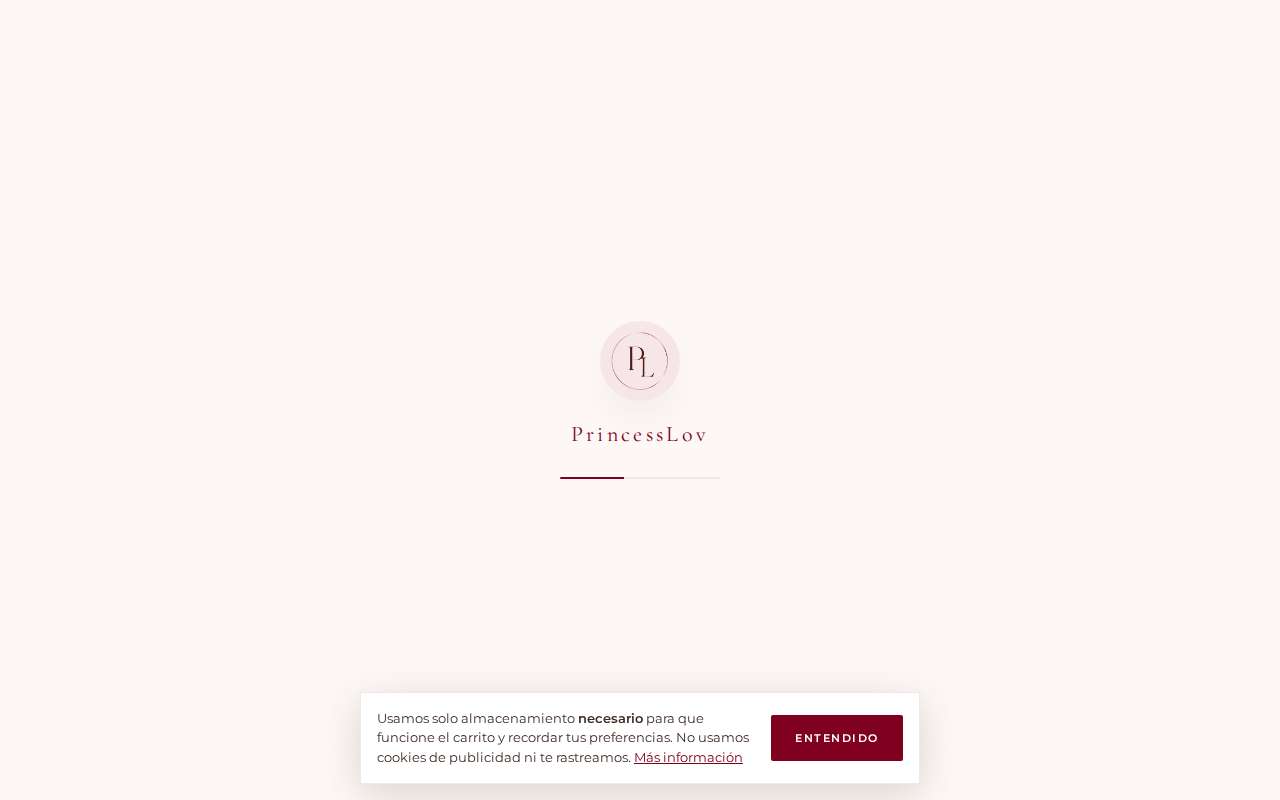 PL
PrincessLov
Usamos solo almacenamiento necesario para que
funcione el carrito y recordar tus preferencias. No usamos
cookies de publicidad ni te rastreamos. Más información
ENTENDIDO